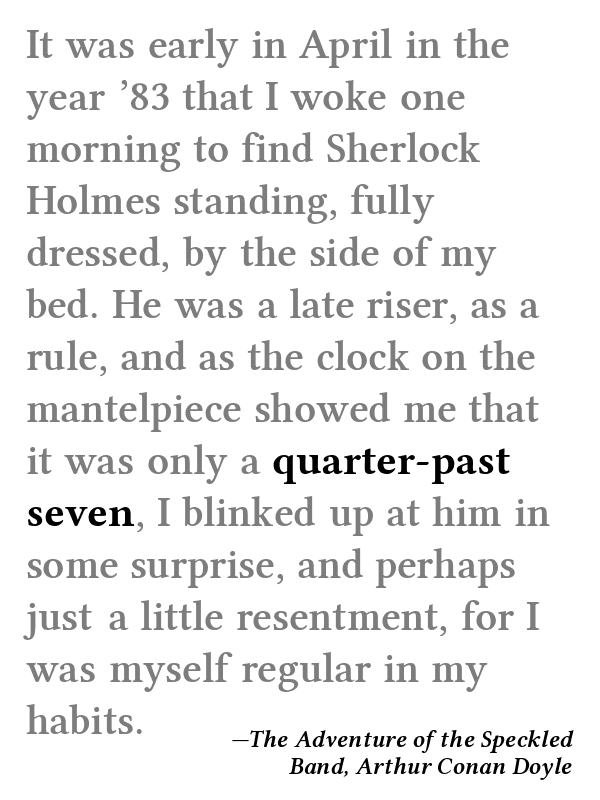 It was early in April in the
year ’83 that I woke one
morning to find Sherlock
Holmes standing, fully
dressed, by the side of my
bed. He was a late riser, as a
rule, and as the clock on the
mantelpiece showed me that
it was only a quarter-past
seven, I blinked up at him in
some surprise, and perhaps
just a little resentment, for I
was myself regular in my
habits.
—The Adventure of the Speckled
Band, Arthur Conan Doyle